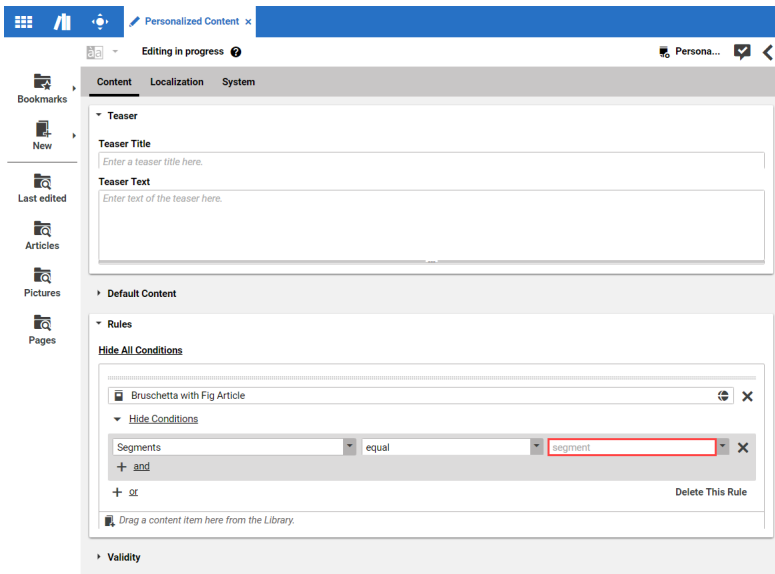 Personalized Content ×
Editing in progress ?
Persona...
Content Localization System
Bookmarks
New
Last edited
Articles
Pictures
Pages
Teaser
Teaser Title
Enter a teaser title here.
Teaser Text
Enter text of the teaser here.
Default Content
Rules
Hide All Conditions
Bruschetta with Fig Article
Hide Conditions
Segments equal segment
and
or Delete This Rule
Drag a content item here from the Library.
Validity